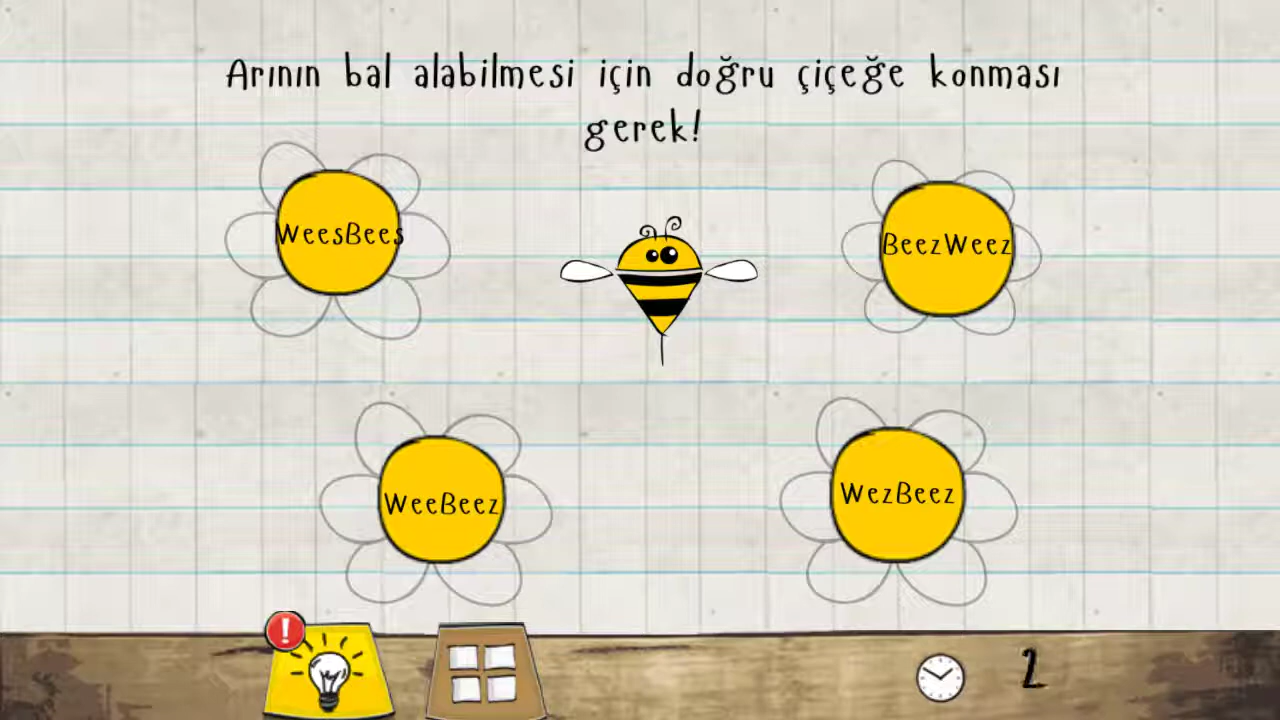 Arının bal alabilmesi için doğru çiçeğe konması
gerek!
WeesBees
BeezWeez
WeeBeez
WezBeez
!
2